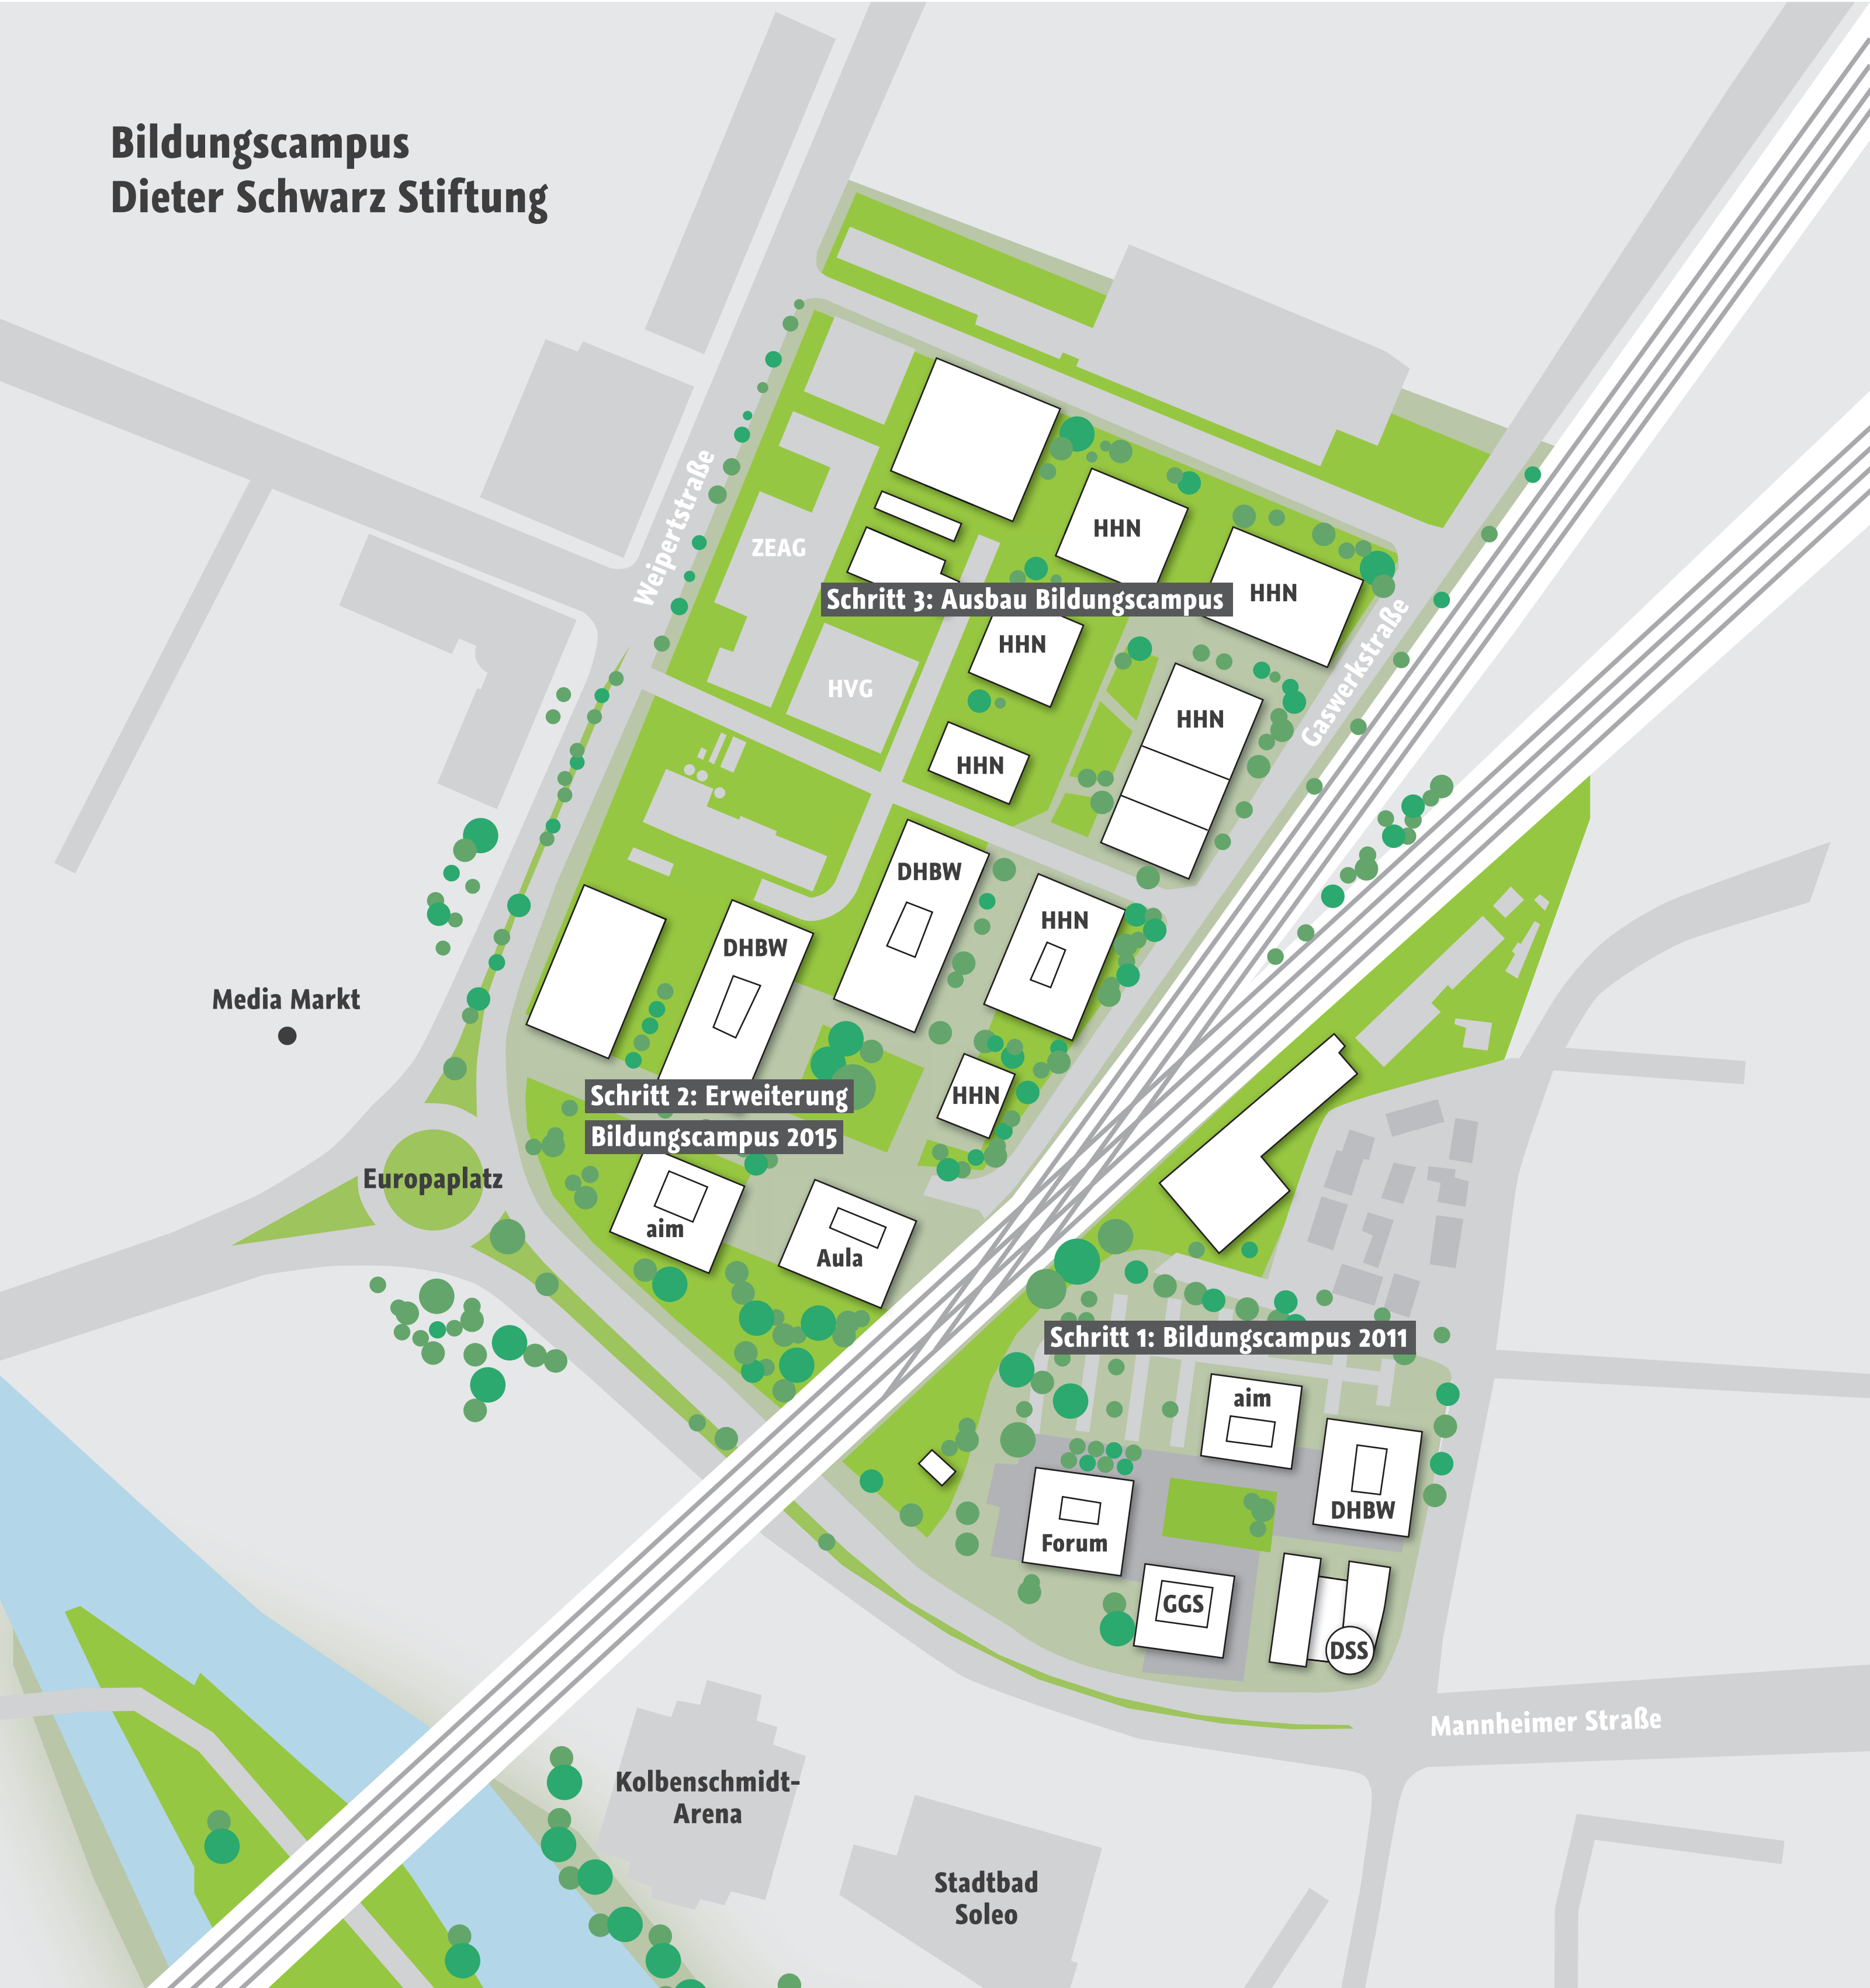 Bildungscampus
Dieter Schwarz Stiftung
Weipertstraße
ZEAG
HHN
HHN
Schritt 3: Ausbau Bildungscampus
HHN
Gaswerkstraße
HVG
HHN
HHN
DHBW
HHN
DHBW
Media Markt
HHN
Schritt 2: Erweiterung
Bildungscampus 2015
Europaplatz
aim
Aula
Schritt 1: Bildungscampus 2011
aim
DHBW
Forum
GGS
DSS
Mannheimer Straße
Kolbenschmidt-
Arena
Stadtbad
Soleo